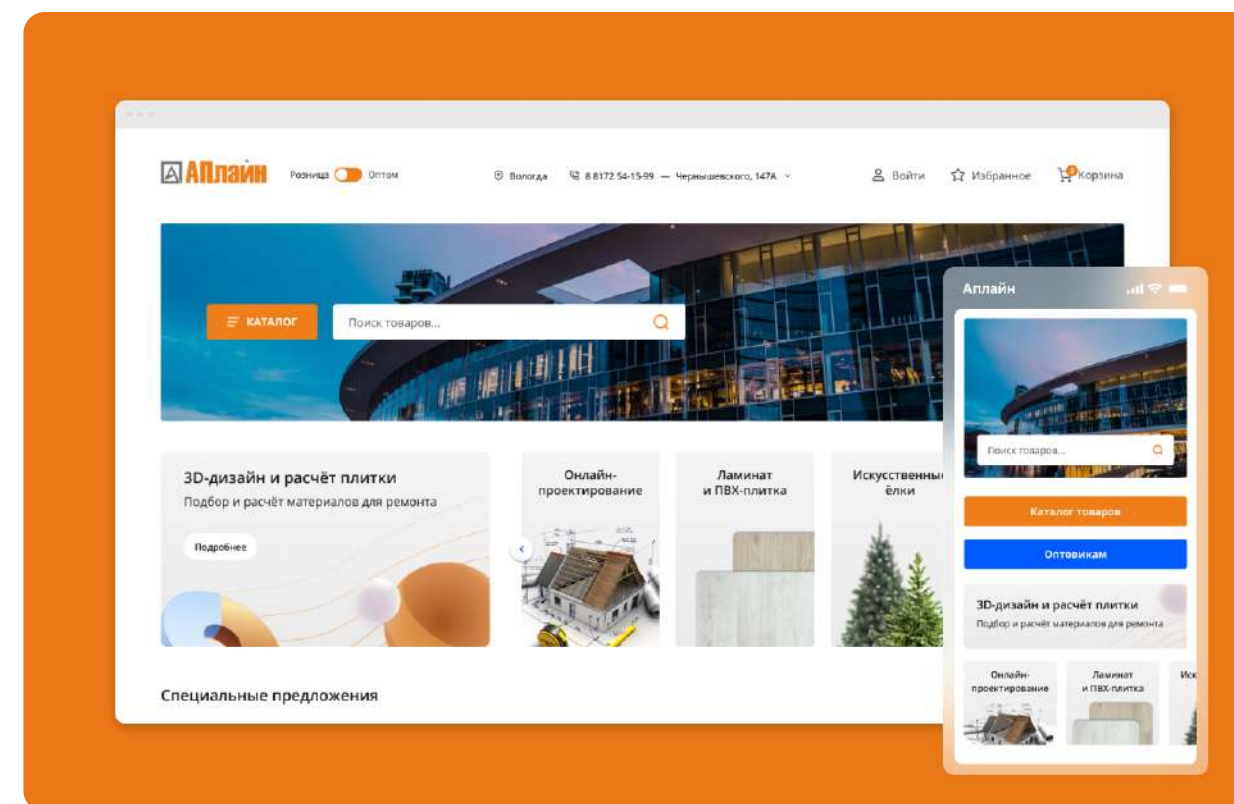 АПлайн
Розница Оптом
Вологда
8 8172 54-15-99 — Чернышевского, 147А
Войти
Избранное
Корзина
КАТАЛОГ
Поиск товаров...
3D-дизайн и расчёт плитки
Подбор и расчёт материалов для ремонта
Подробнее
Онлайн-
проектирование
Ламинат
и ПВХ-плитка
Искусственные
ёлки
Специальные предложения
Аплайн
Поиск товаров...
Каталог товаров
Оптовикам
3D-дизайн и расчёт плитки
Подбор и расчёт материалов для ремонта
Онлайн-
проектирование
Ламинат
и ПВХ-плитка
Иск